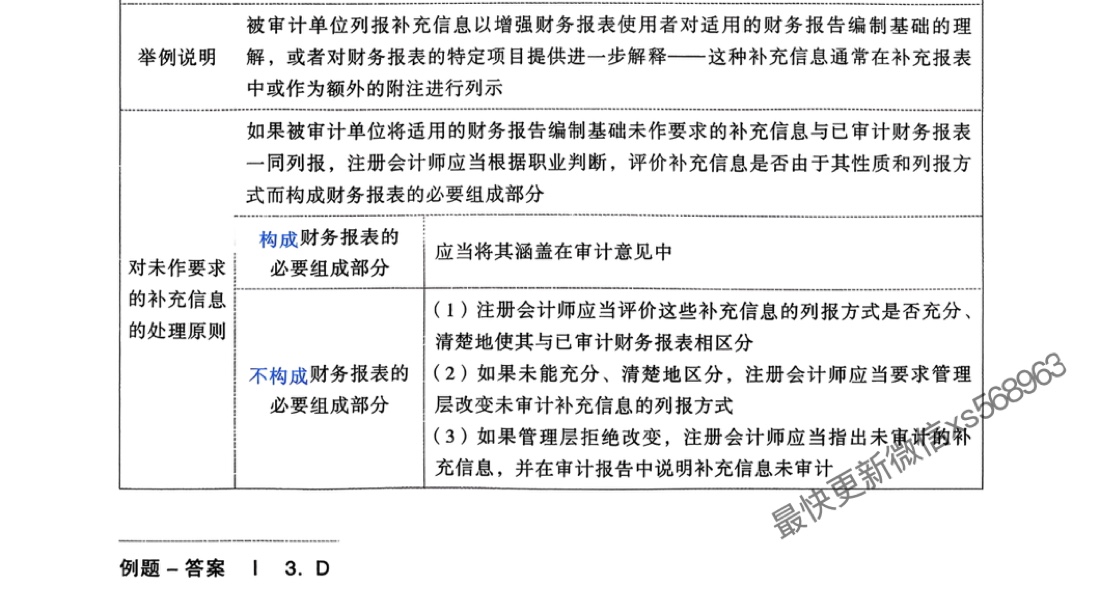 举例说明
被审计单位列报补充信息以增强财务报表使用者对适用的财务报告编制基础的理
解，或者对财务报表的特定项目提供进一步解释——这种补充信息通常在补充报表
中或作为额外的附注进行列示
对未作要求
的补充信息
的处理原则
如果被审计单位将适用的财务报告编制基础未作要求的补充信息与已审计财务报表
一同列报，注册会计师应当根据职业判断，评价补充信息是否由于其性质和列报方
式而构成财务报表的必要组成部分
构成财务报表的
必要组成部分
应当将其涵盖在审计意见中
不构成财务报表的
必要组成部分
（1）注册会计师应当评价这些补充信息的列报方式是否充分、
清楚地使其与已审计财务报表相区分
（2）如果未能充分、清楚地区分，注册会计师应当要求管理
层改变未审计补充信息的列报方式
（3）如果管理层拒绝改变，注册会计师应当指出未审计的补
充信息，并在审计报告中说明补充信息未审计
最快更新微信xs568963
例题 – 答案 | 3. D